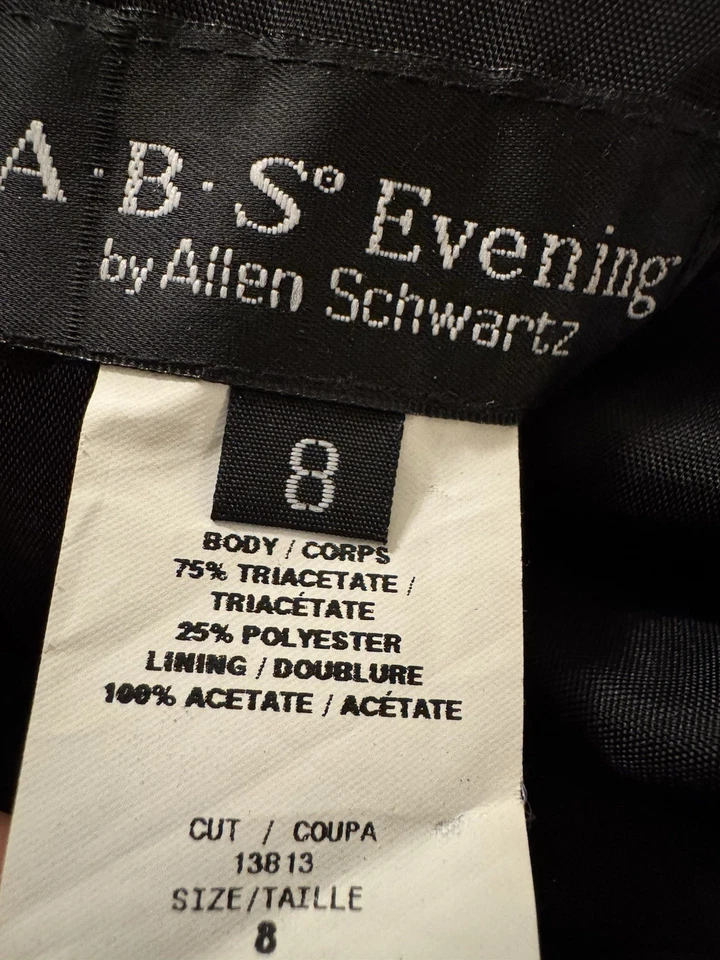 A·B·S® Evening
by Allen Schwartz
8
BODY / CORPS
75% TRIACETATE /
TRIACÉTATE
25% POLYESTER
LINING / DOUBLURE
100% ACETATE / ACÉTATE
CUT / COUPA
13813
SIZE/TAILLE
8